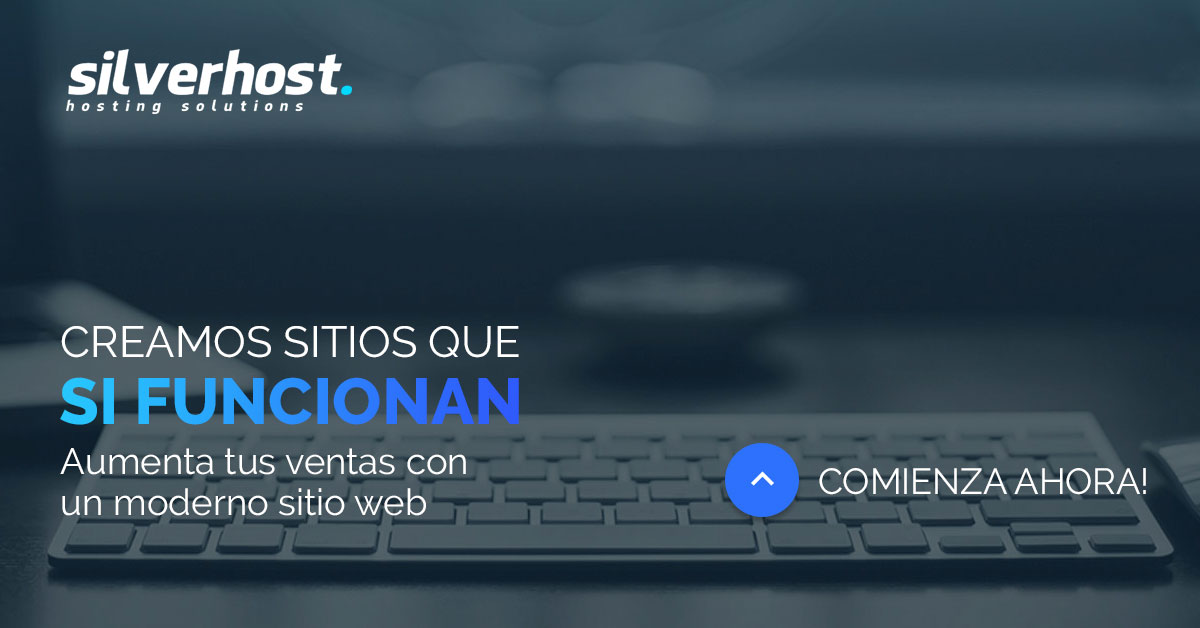 silverhost.
hosting solutions
CREAMOS SITIOS QUE
SI FUNCIONAN
Aumenta tus ventas con
un moderno sitio web
COMIENZA AHORA!